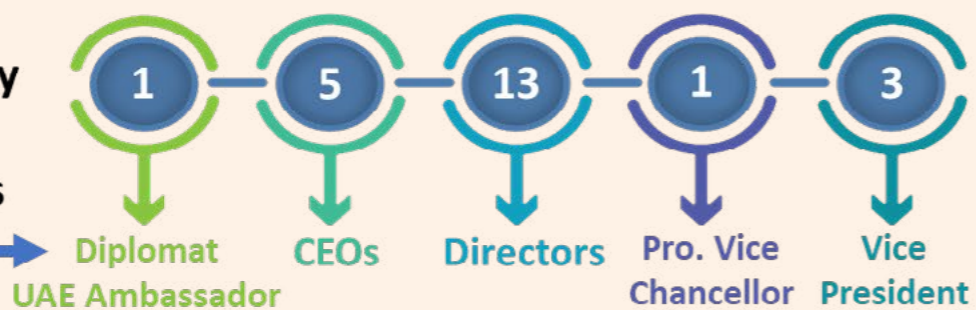 1 5 13 1 3
Diplomat
UAE Ambassador
CEOs
Directors
Pro. Vice
Chancellor
Vice
President